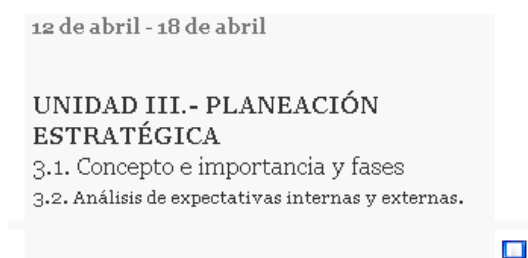 12 de abril - 18 de abril
UNIDAD III.- PLANEACIÓN
ESTRATÉGICA
3.1. Concepto e importancia y fases
3.2. Análisis de expectativas internas y externas.